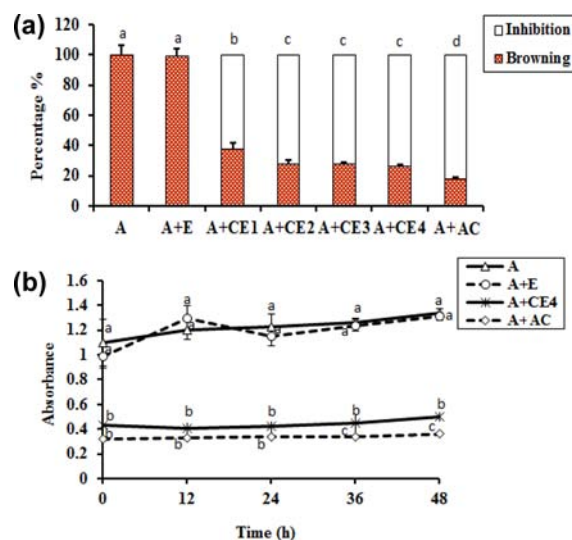 (a)
120
100
80
60
40
20
0
Percentage %
a a b c c c d
Inhibition
Browning
A A+E A+CE1 A+CE2 A+CE3 A+CE4 A+AC
(b)
A
A+E
A+CE4
A+AC
1.6
1.4
1.2
1
0.8
0.6
0.4
0.2
0
Absorbance
a a a a a
a a a a
b b b b b
b b b c c
0 12 24 36 48
Time (h)